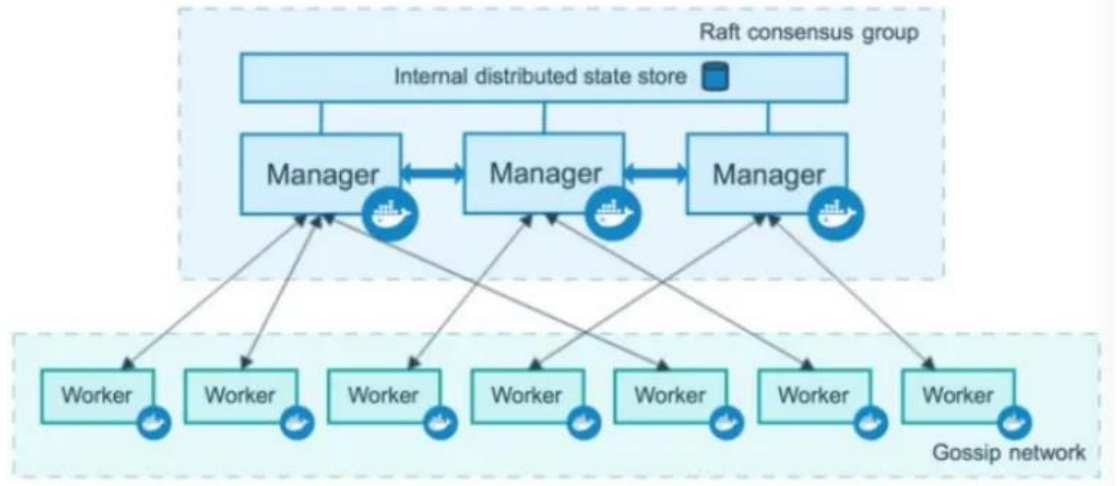 Raft consensus group
Internal distributed state store
Manager
Manager
Manager
Worker
Worker
Worker
Worker
Worker
Worker
Worker
Gossip network